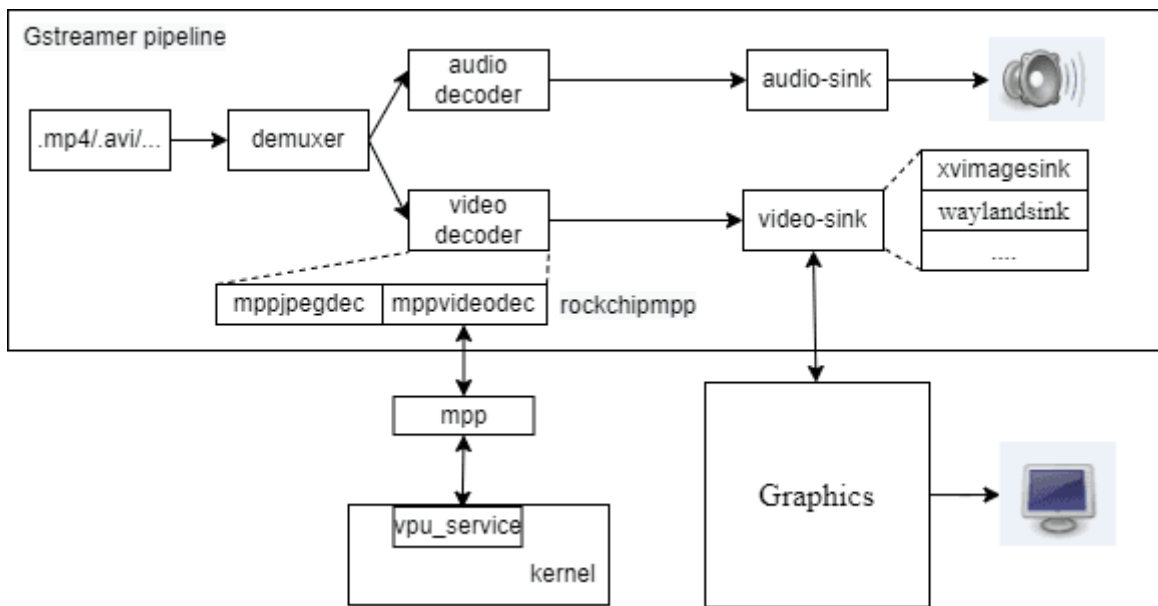 Gstreamer pipeline
audio
decoder
audio-sink
.mp4/.avi/...
demuxer
xvimagesink
waylandsink
....
video
decoder
video-sink
mppjpegdec
mppvideodec
rockchipmpp
mpp
Graphics
vpu_service
kernel